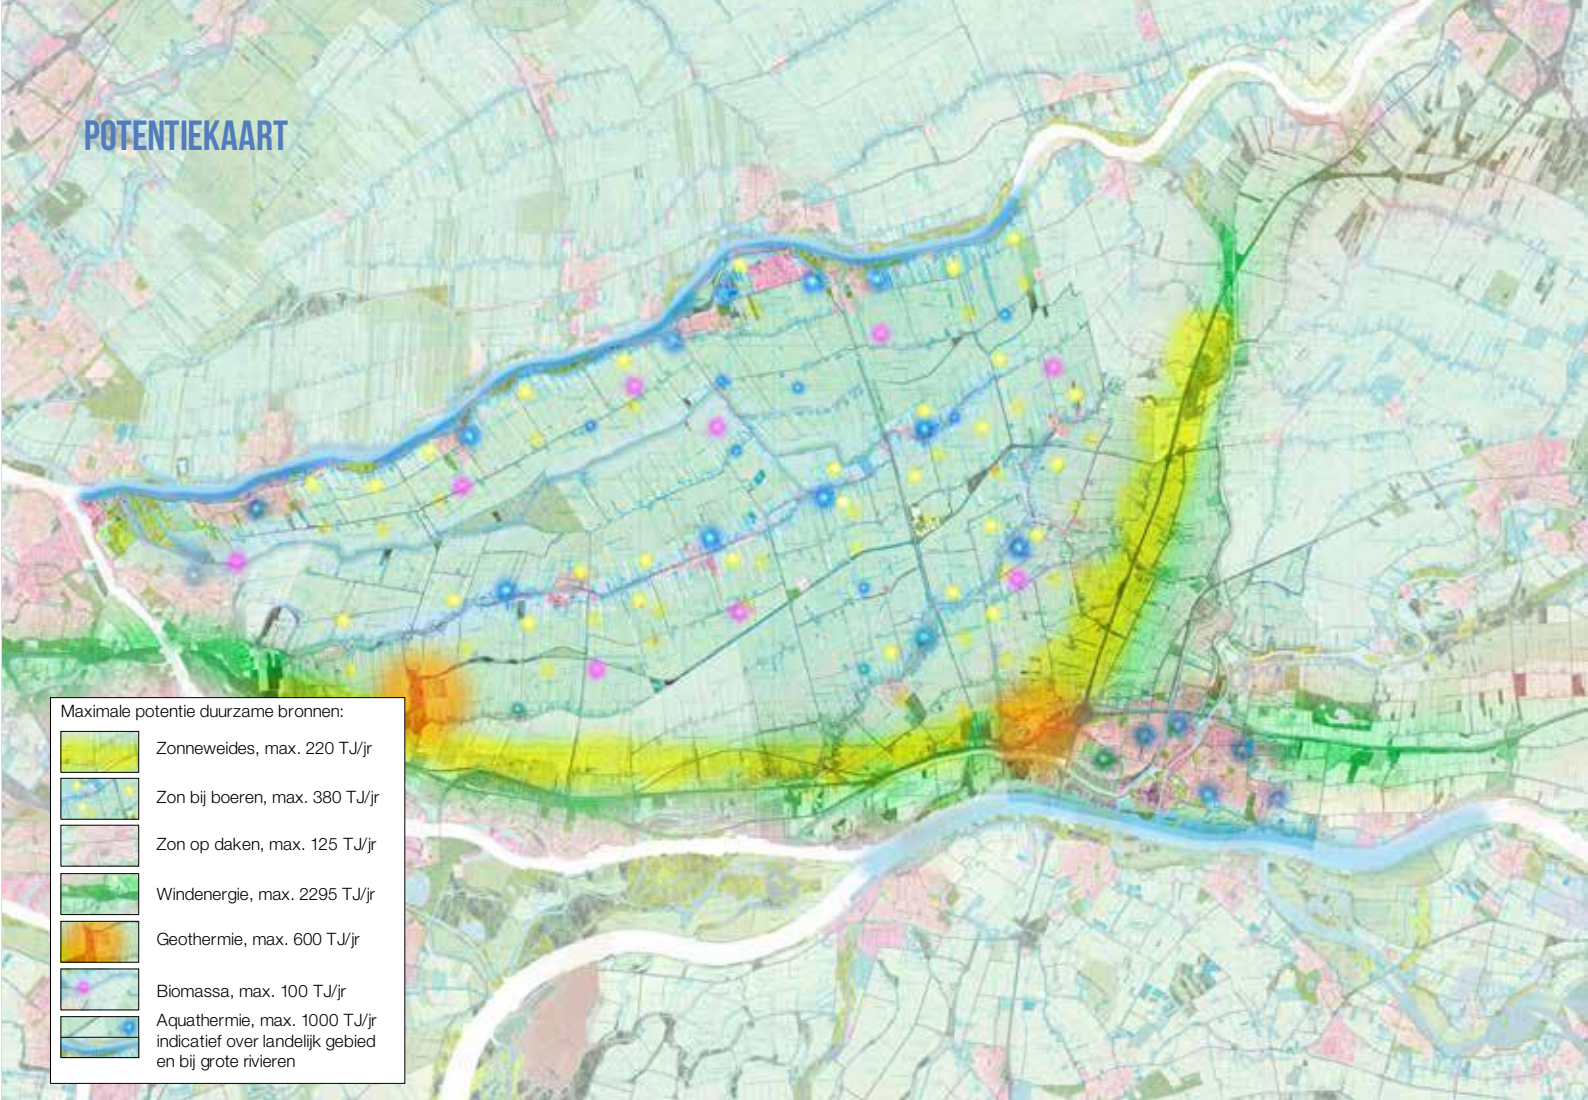 POTENTIEKAART
Maximale potentie duurzame bronnen:
Zonneweides, max. 220 TJ/jr
Zon bij boeren, max. 380 TJ/jr
Zon op daken, max. 125 TJ/jr
Windenergie, max. 2295 TJ/jr
Geothermie, max. 600 TJ/jr
Biomassa, max. 100 TJ/jr
Aquathermie, max. 1000 TJ/jr
indicatief over landelijk gebied
en bij grote rivieren